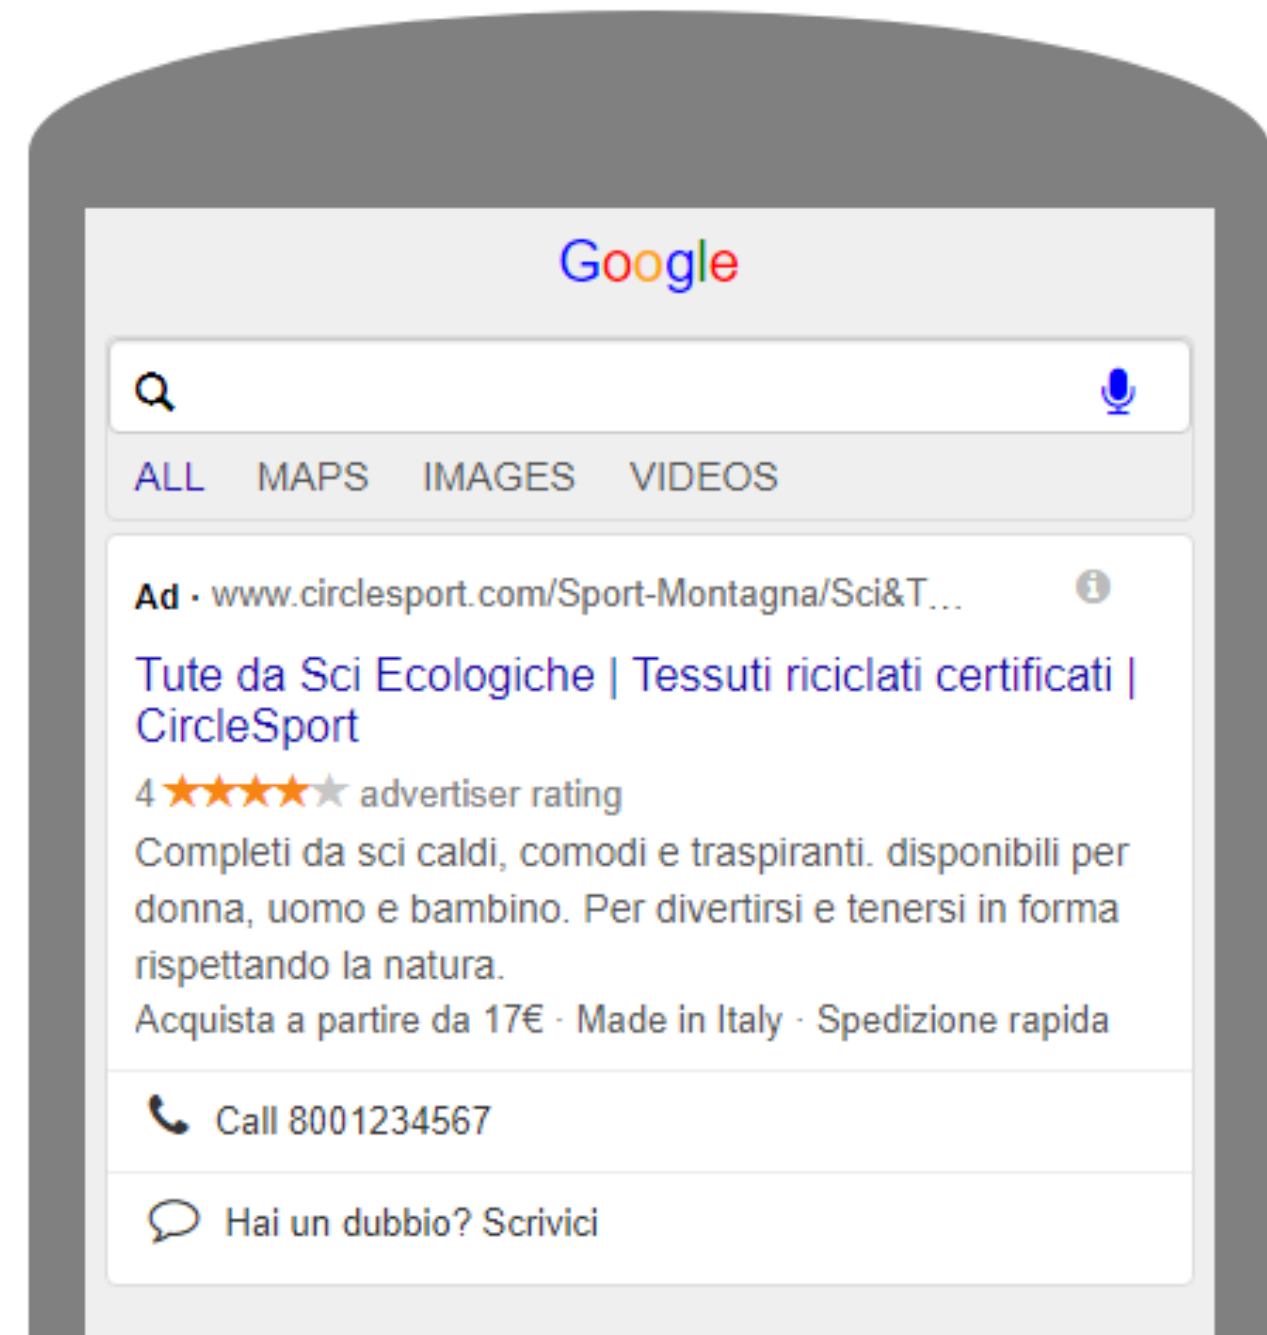 Google
ALL MAPS IMAGES VIDEOS
Ad · www.circlesport.com/Sport-Montagna/Sci&T...
Tute da Sci Ecologiche | Tessuti riciclati certificati |
CircleSport
4 ★★★★★ advertiser rating
Completi da sci caldi, comodi e traspiranti. disponibili per
donna, uomo e bambino. Per divertirsi e tenersi in forma
rispettando la natura.
Acquista a partire da 17€ · Made in Italy · Spedizione rapida
Call 8001234567
Hai un dubbio? Scrivici